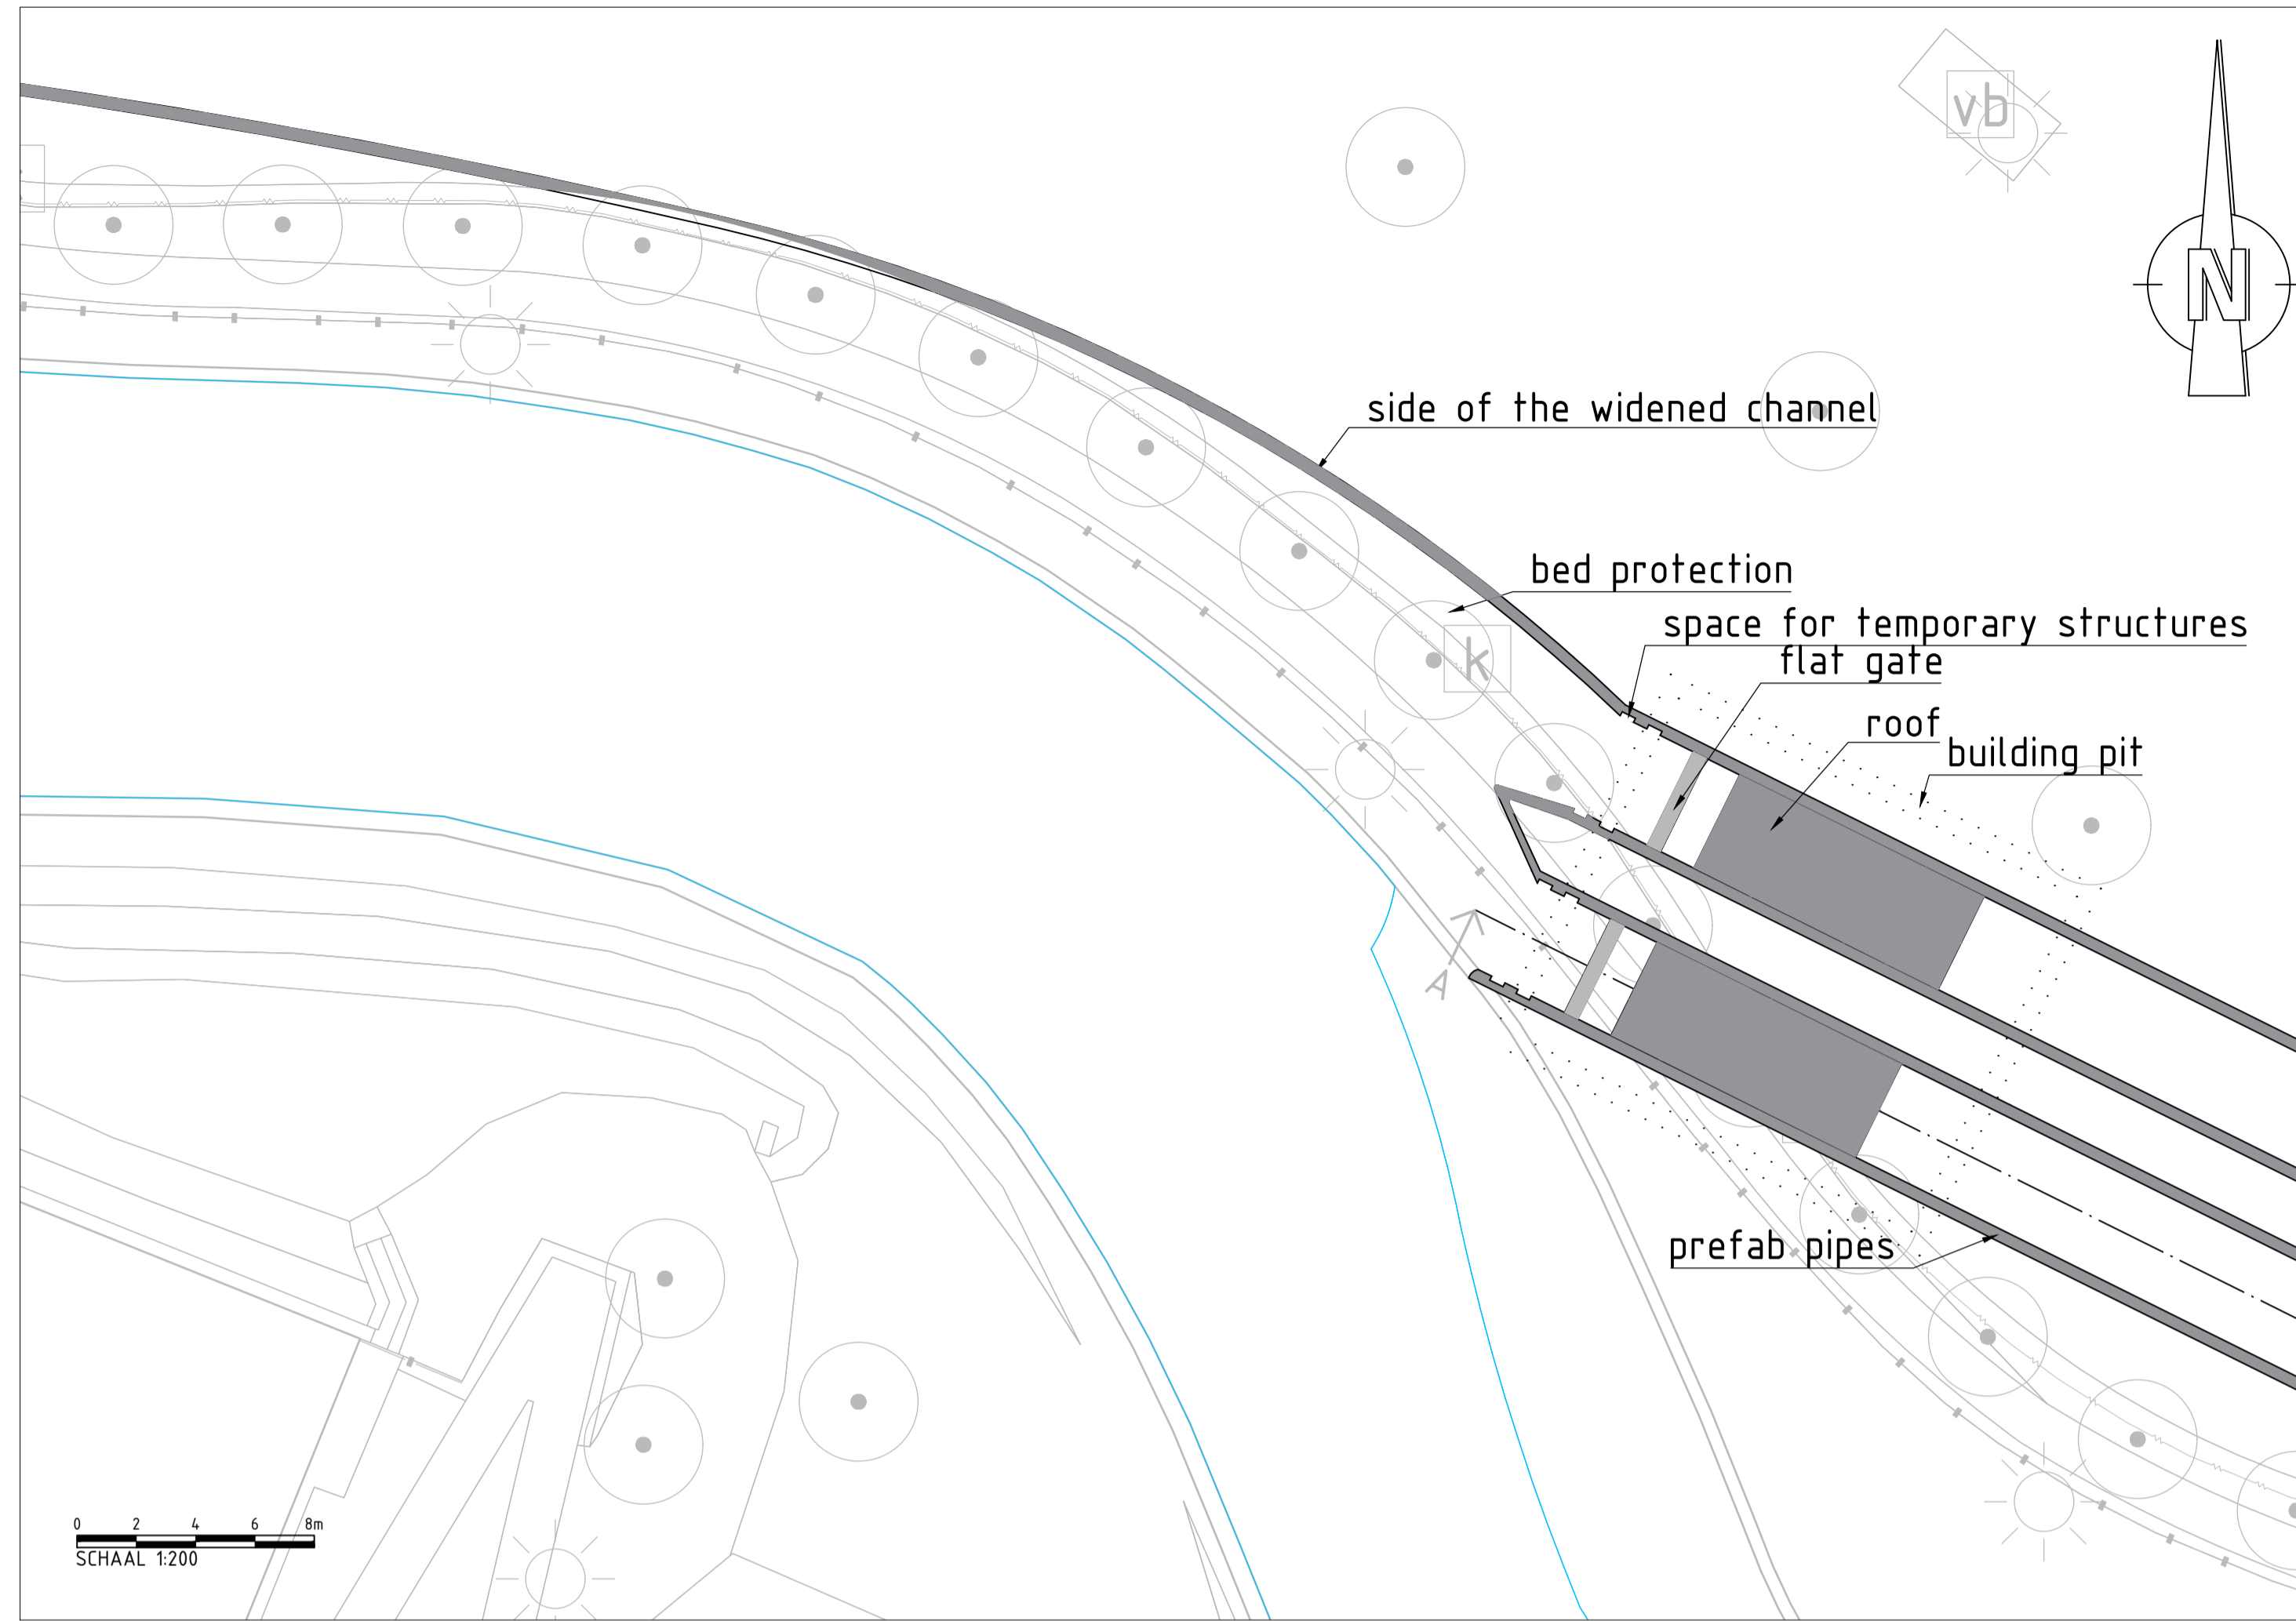 vb
N
side of the widened channel
bed protection
space for temporary structures
k
flat gate
roof
building pit
A
prefab pipes
0 2 4 6 8m
SCHAAL 1:200